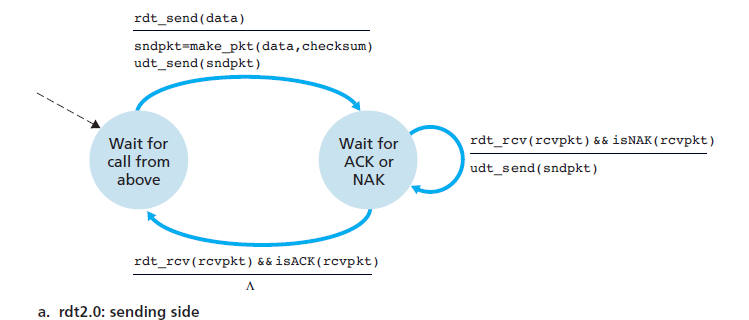 rdt_send(data)
sndpkt=make_pkt(data,checksum)
udt_send(sndpkt)
Wait for
call from
above
Wait for
ACK or
NAK
rdt_rcv(rcvpkt) && isNAK(rcvpkt)
udt_send(sndpkt)
rdt_rcv(rcvpkt) && isACK(rcvpkt)
Λ
a. rdt2.0: sending side